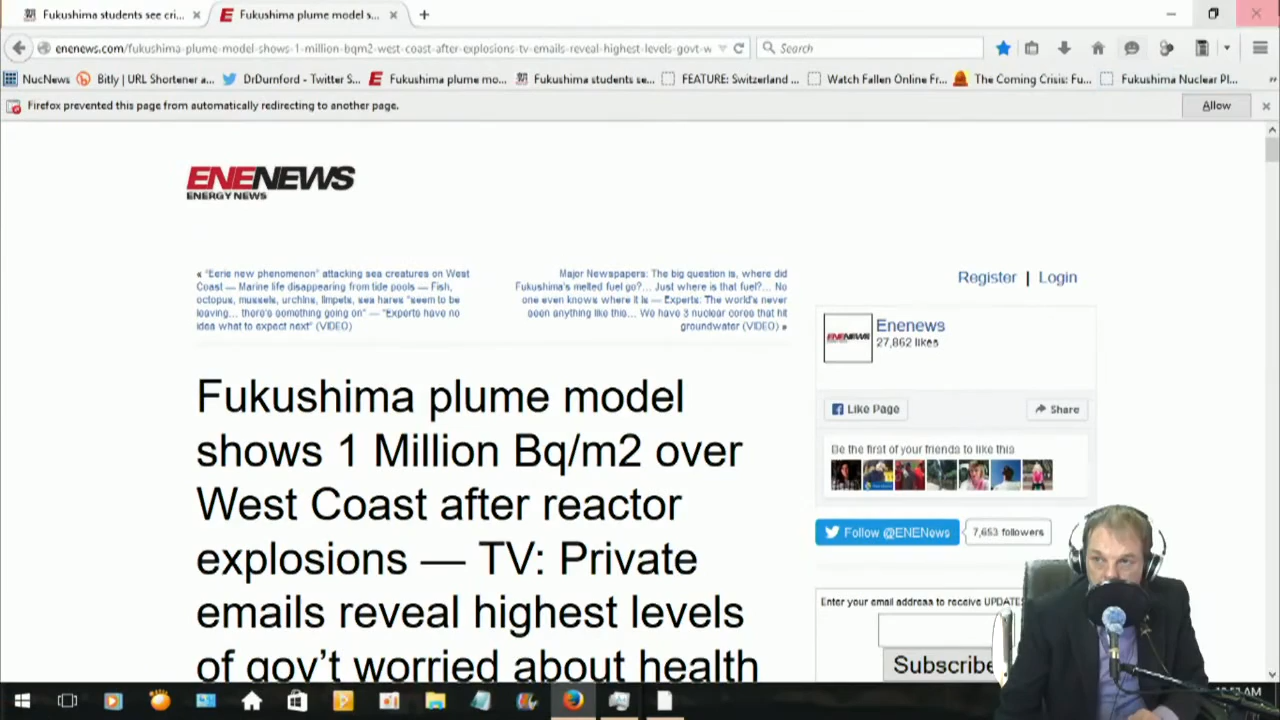 Fukushima students see cri...
Fukushima plume model s...
enenews.com/fukushima-plume-model-shows-1-million-bqm2-west-coast-after-explosions-tv-emails-reveal-highest-levels-govt-w
Search
NucNews
Bitly | URL Shortener a...
DrDurnford - Twitter S...
Fukushima plume mo...
Fukushima students se...
FEATURE: Switzerland ...
Watch Fallen Online Fr...
The Coming Crisis: Fu...
Fukushima Nuclear Pl...
Firefox prevented this page from automatically redirecting to another page.
Allow
ENENEWS
ENERGY NEWS
« "Eerie new phenomenon" attacking sea creatures on West
Coast — Marine life disappearing from tide pools — Fish,
octopus, mussels, urchins, limpets, sea hares "seem to be
leaving... there's something going on" — "Experts have no
idea what to expect next" (VIDEO)
Major Newspapers: The big question is, where did
Fukushima's melted fuel go?... Just where is that fuel?... No
one even knows where it is — Experts: The world's never
seen anything like this... We have 3 nuclear cores that hit
groundwater (VIDEO) »
Register | Login
Enenews
27,862 likes
Like Page
Share
Be the first of your friends to like this
Follow @ENENews
7,653 followers
Enter your email address to receive UPDATES
Subscribe
Fukushima plume model
shows 1 Million Bq/m2 over
West Coast after reactor
explosions — TV: Private
emails reveal highest levels
of gov't worried about health